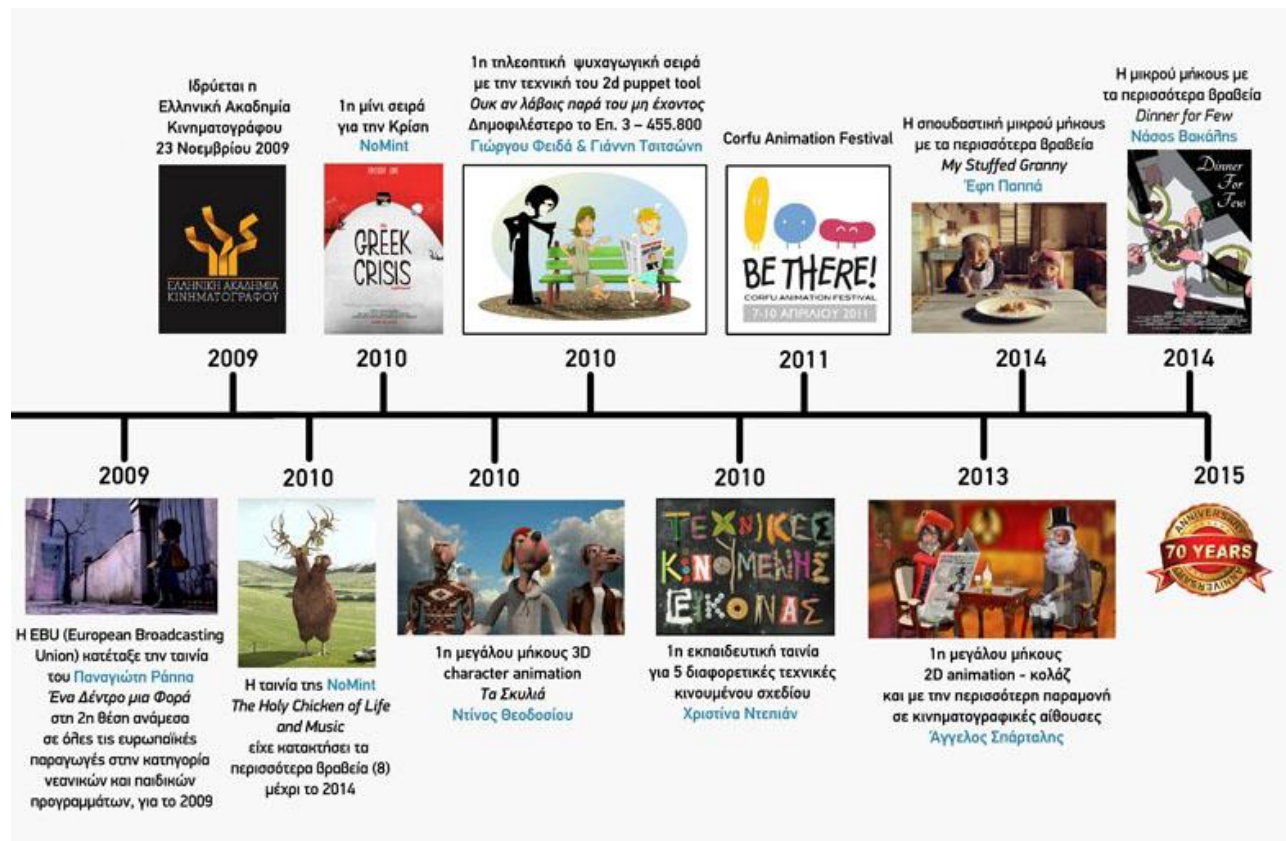 Ιδρύεται η
Ελληνική Ακαδημία
Κινηματογράφου
23 Νοεμβρίου 2009
ΕΛΛΗΝΙΚΗ ΑΚΑΔΗΜΙΑ
ΚΙΝΗΜΑΤΟΓΡΑΦΟΥ
2009
1η μίνι σειρά
για την Κρίση
NoMint
GREEK
CRISIS
2010
1η τηλεοπτική ψυχαγωγική σειρά
με την τεχνική του 2d puppet tool
Ουκ αν λάβοις παρά του μη έχοντος
Δημοφιλέστερο το Επ. 3 – 455.800
Γιώργου Φειδά & Γιάννη Τσιτσώνη
2010
Corfu Animation Festival
BE THERE!
CORFU ANIMATION FESTIVAL
7-10 ΑΠΡΙΛΙΟΥ 2011
2011
Η σπουδαστική μικρού μήκους
με τα περισσότερα βραβεία
My Stuffed Granny
Έφη Παππά
2014
Η μικρού μήκους με
τα περισσότερα βραβεία
Dinner for Few
Νάσος Βακάλης
Dinner
For
Few
2014
2009
Η EBU (European Broadcasting
Union) κατέταξε την ταινία
του Παναγιώτη Ράππα
Ένα Δέντρο μια Φορά
στη 2η θέση ανάμεσα
σε όλες τις ευρωπαϊκές
παραγωγές στην κατηγορία
νεανικών και παιδικών
προγραμμάτων, για το 2009
2010
Η ταινία της NoMint
The Holy Chicken of Life
and Music
είχε κατακτήσει τα
περισσότερα βραβεία (8)
μέχρι το 2014
2010
1η μεγάλου μήκους 3D
character animation
Τα Σκυλιά
Ντίνος Θεοδοσίου
2010
ΤΕΧΝΙΚΕΣ
ΚΙΝΟΥΜΕΝΗΣ
ΕΙΚΟΝΑΣ
1η εκπαιδευτική ταινία
για 5 διαφορετικές τεχνικές
κινουμένου σχεδίου
Χριστίνα Ντεπιάν
2013
1η μεγάλου μήκους
2D animation - κολάζ
και με την περισσότερη παραμονή
σε κινηματογραφικές αίθουσες
Άγγελος Σπάρταλης
2015
ANNIVERSARY
70 YEARS
ANNIVERSARY